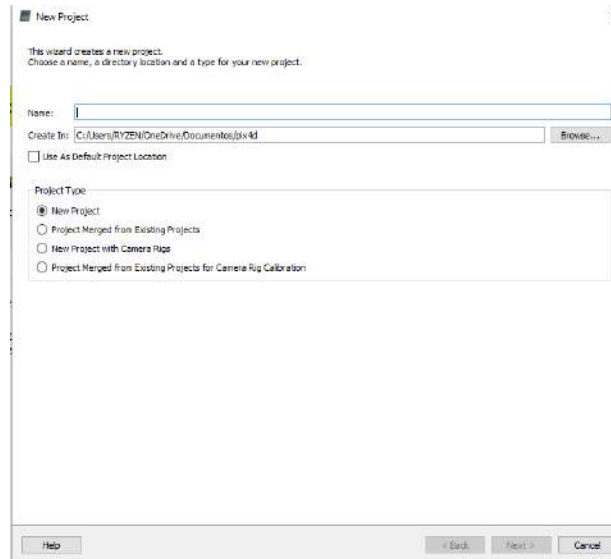 New Project
This wizard creates a new project.
Choose a name, a directory location and a type for your new project.
Name:
Create In: C:/Users/RYZEN/OneDrive/Documentos/pix4d Browse...
Use As Default Project Location
Project Type
New Project
Project Merged from Existing Projects
New Project with Camera Rigs
Project Merged from Existing Projects for Camera Rig Calibration
Help < Back Next > Cancel